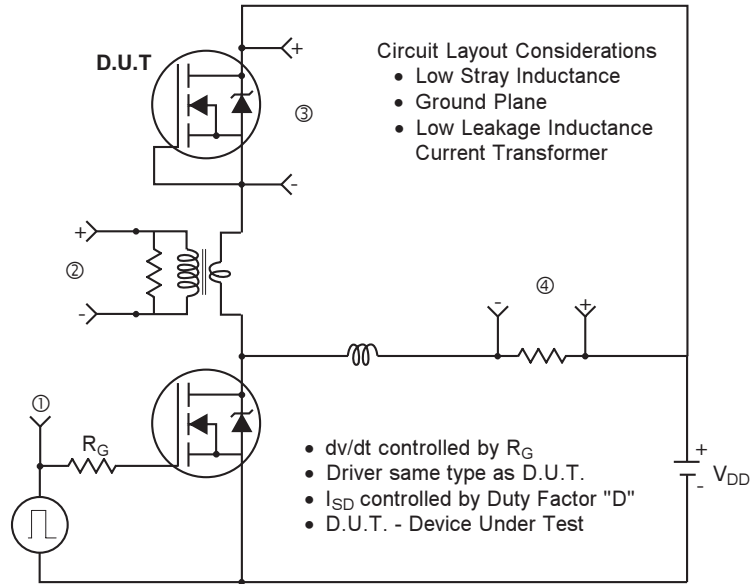 D.U.T
+
Circuit Layout Considerations
• Low Stray Inductance
• Ground Plane
• Low Leakage Inductance
Current Transformer
③
-
+
②
-
④
- +
①
R_G
+
V_DD
-
• dv/dt controlled by R_G
• Driver same type as D.U.T.
• I_SD controlled by Duty Factor "D"
• D.U.T. - Device Under Test